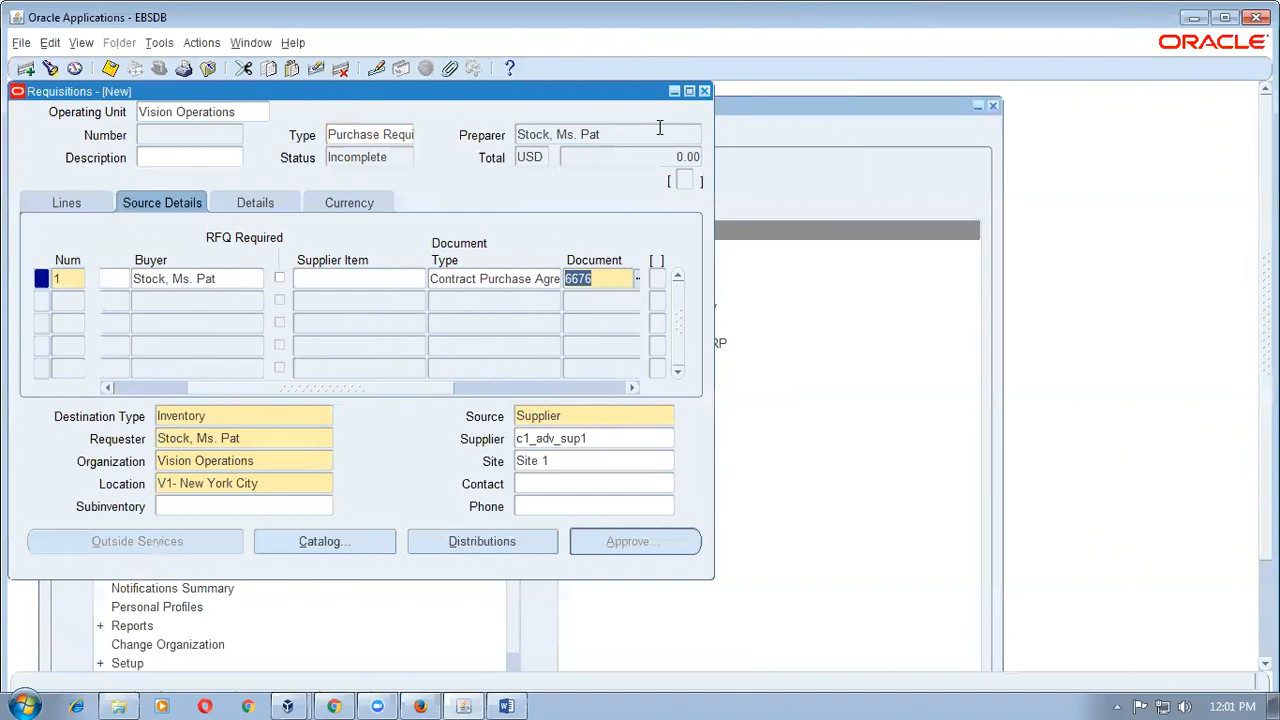 Oracle Applications - EBSDB
File Edit View Folder Tools Actions Window Help
ORACLE
Requisitions - [New]
Operating Unit Vision Operations
Number Type Purchase Requi Preparer Stock, Ms. Pat
Description Status Incomplete Total USD 0.00
[ ]
Lines Source Details Details Currency
RFQ Required
Document
Num Buyer Supplier Item Type Document [ ]
1 Stock, Ms. Pat Contract Purchase Agre 6676
RP
Destination Type Inventory Source Supplier
Requester Stock, Ms. Pat Supplier c1_adv_sup1
Organization Vision Operations Site Site 1
Location V1- New York City Contact
Subinventory Phone
Outside Services Catalog... Distributions Approve...
Notifications Summary
Personal Profiles
+ Reports
Change Organization
+ Setup
12:01 PM